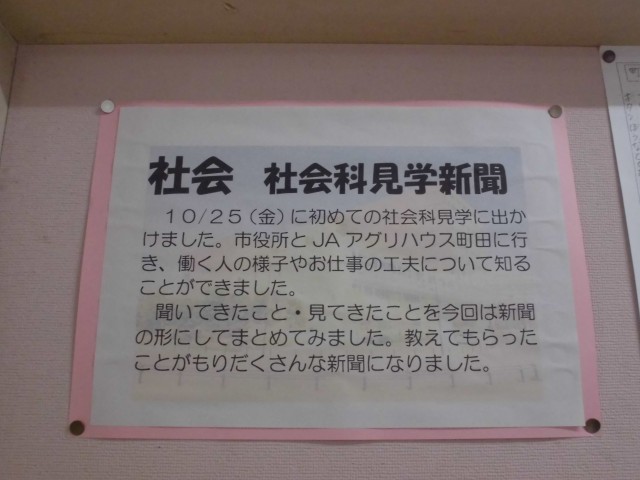 社会 社会科見学新聞
10/25(金)に初めての社会科見学に出か
けました。市役所とJAアグリハウス町田に行
き、働く人の様子やお仕事の工夫について知る
ことができました。
聞いてきたこと・見てきたことを今回は新聞
の形にしてまとめてみました。教えてもらった
ことがもりだくさんな新聞になりました。